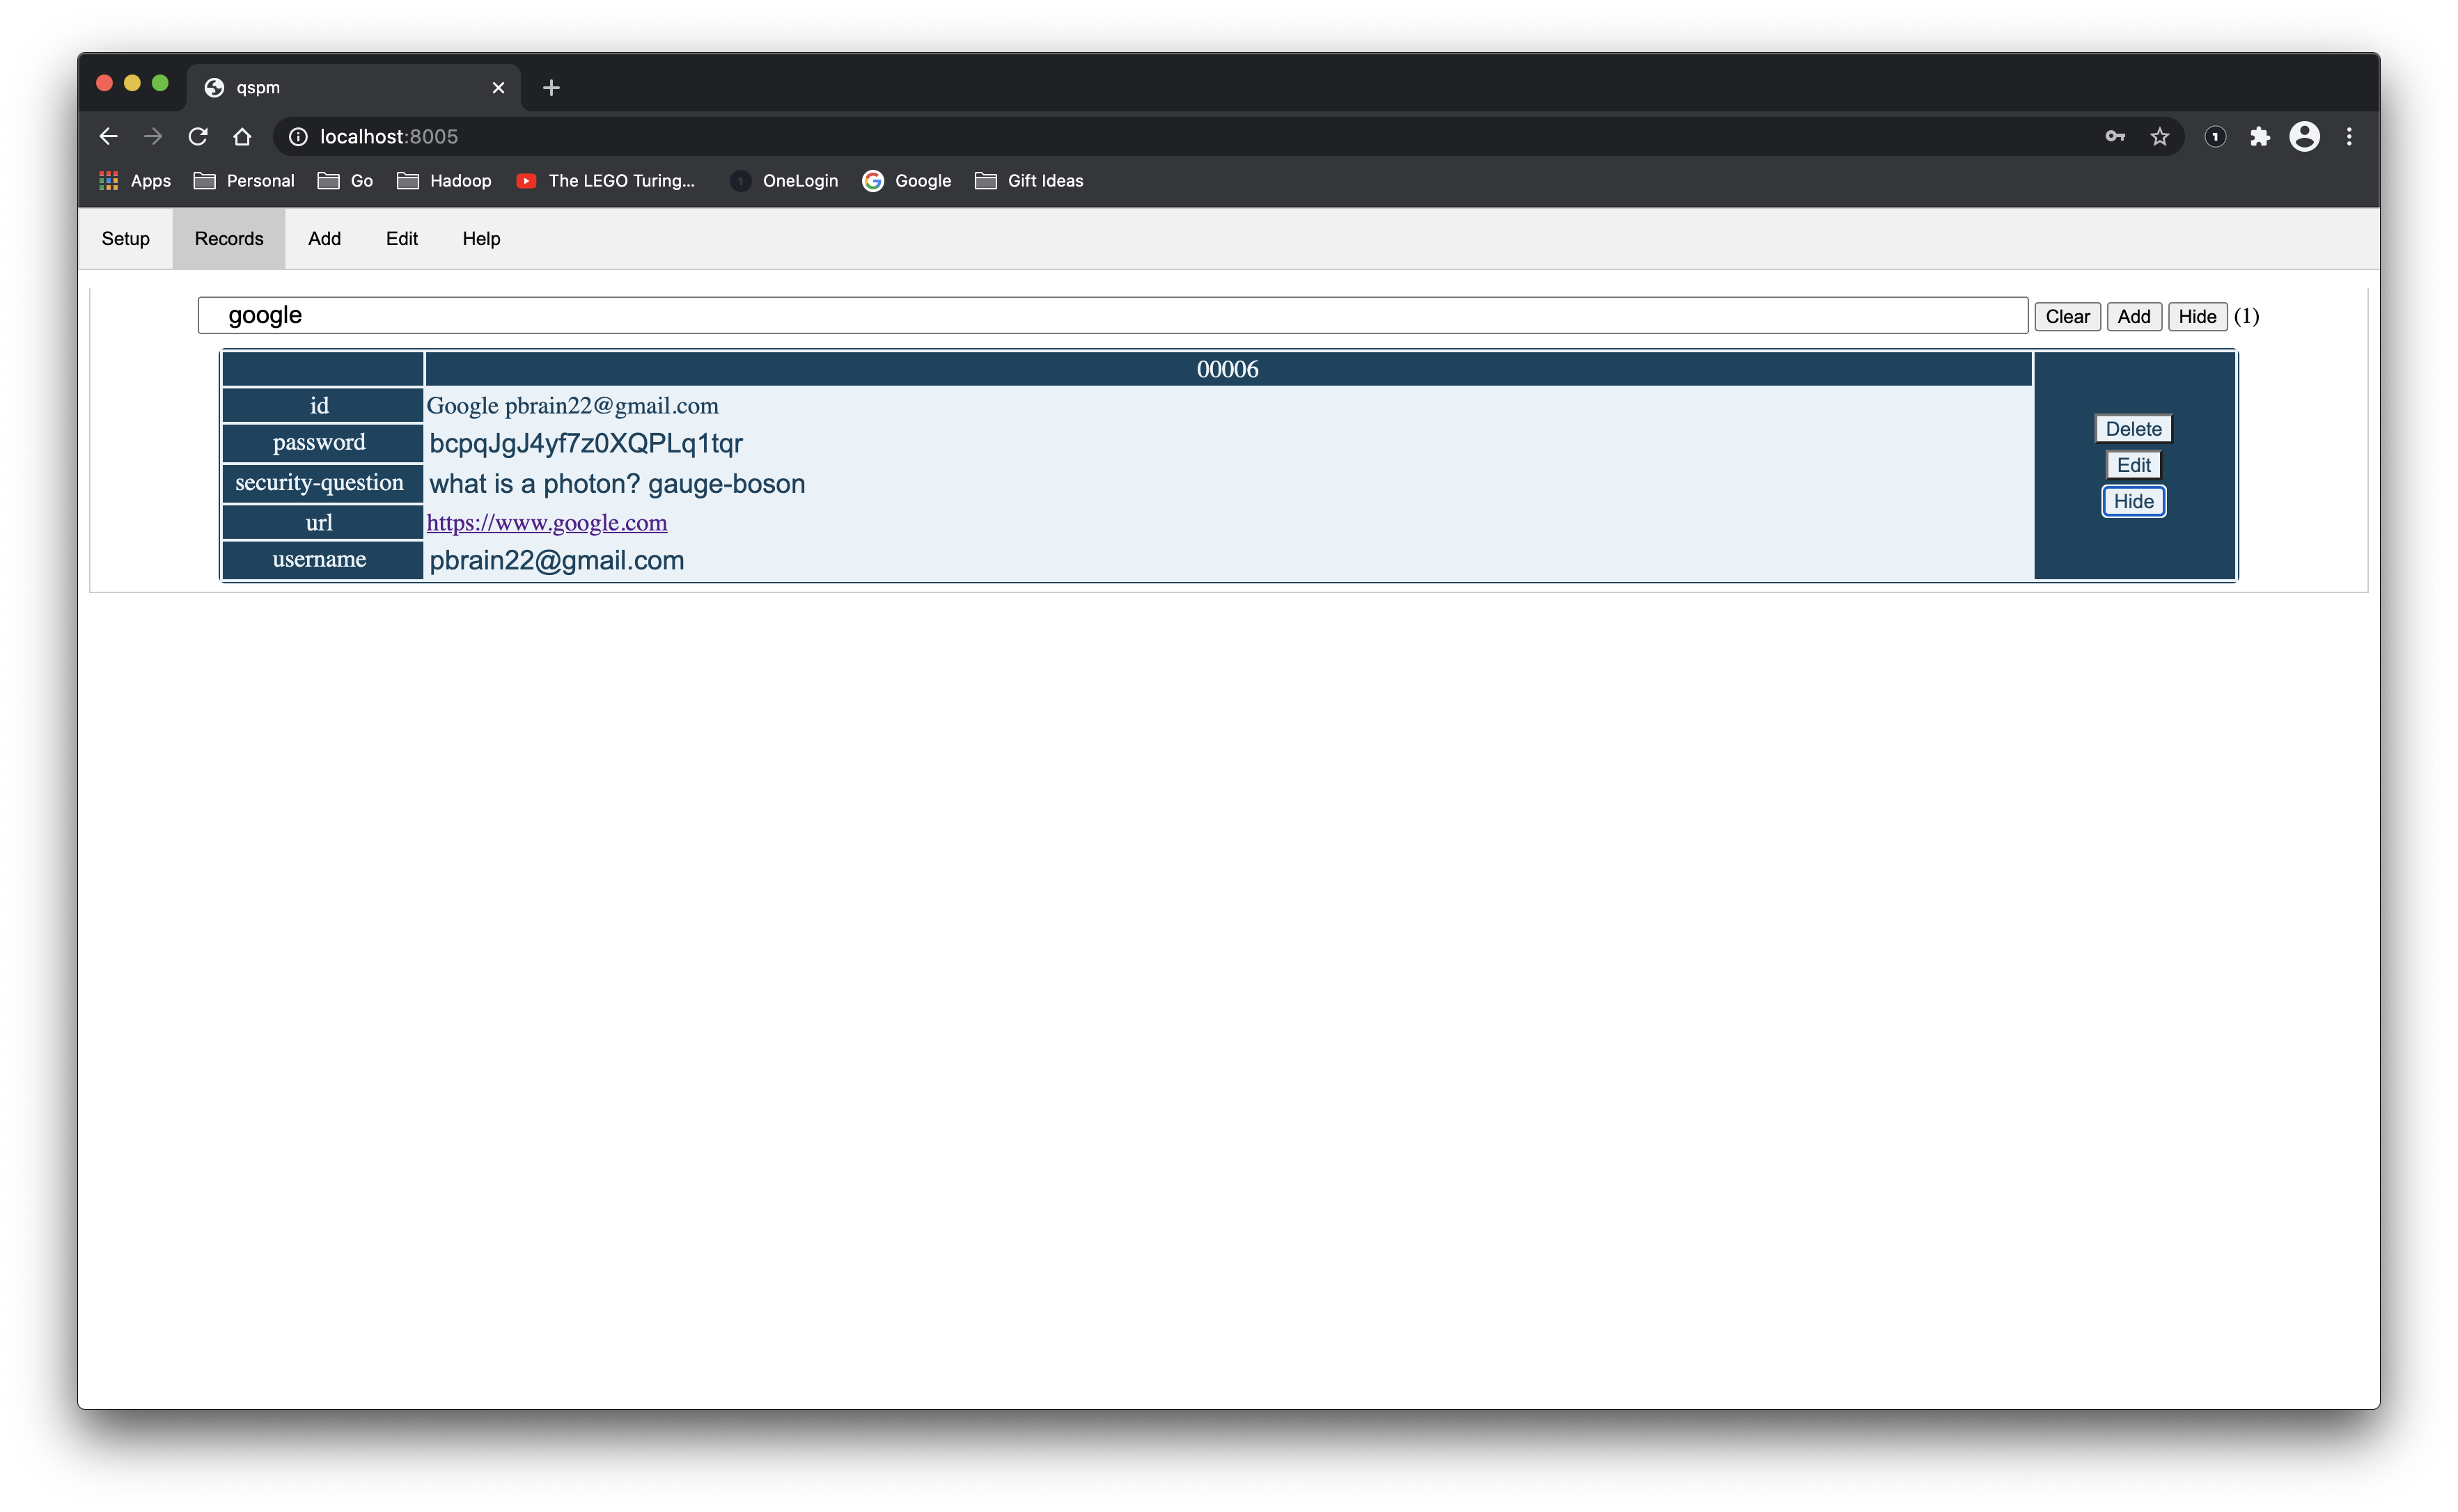 qspm
localhost:8005
Apps Personal Go Hadoop The LEGO Turing... OneLogin Google Gift Ideas
Setup Records Add Edit Help
google Clear Add Hide (1)
00006
id Google pbrain22@gmail.com
password bcpqJgJ4yf7z0XQPLq1tqr
security-question what is a photon? gauge-boson
url https://www.google.com
username pbrain22@gmail.com
Delete
Edit
Hide